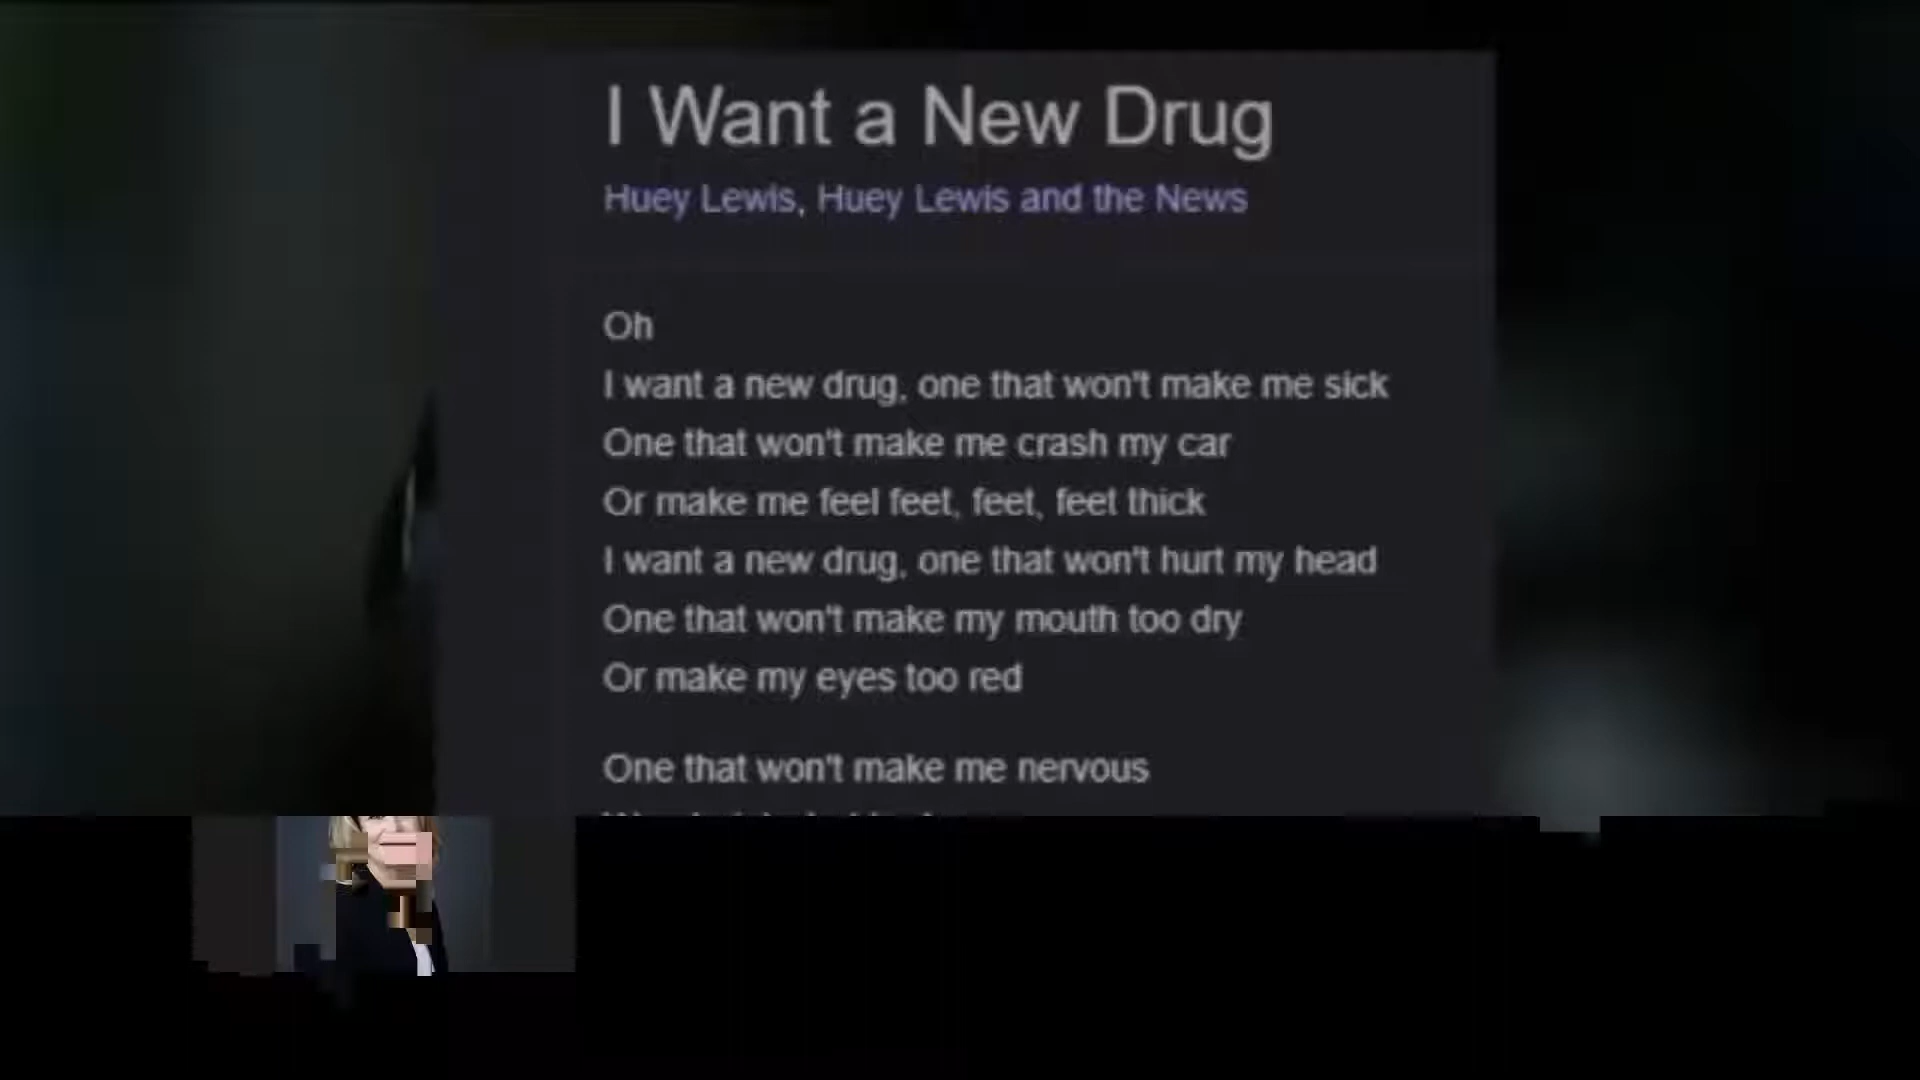 I Want a New Drug
Huey Lewis, Huey Lewis and the News
Oh
I want a new drug, one that won't make me sick
One that won't make me crash my car
Or make me feel feet, feet, feet thick
I want a new drug, one that won't hurt my head
One that won't make my mouth too dry
Or make my eyes too red
One that won't make me nervous